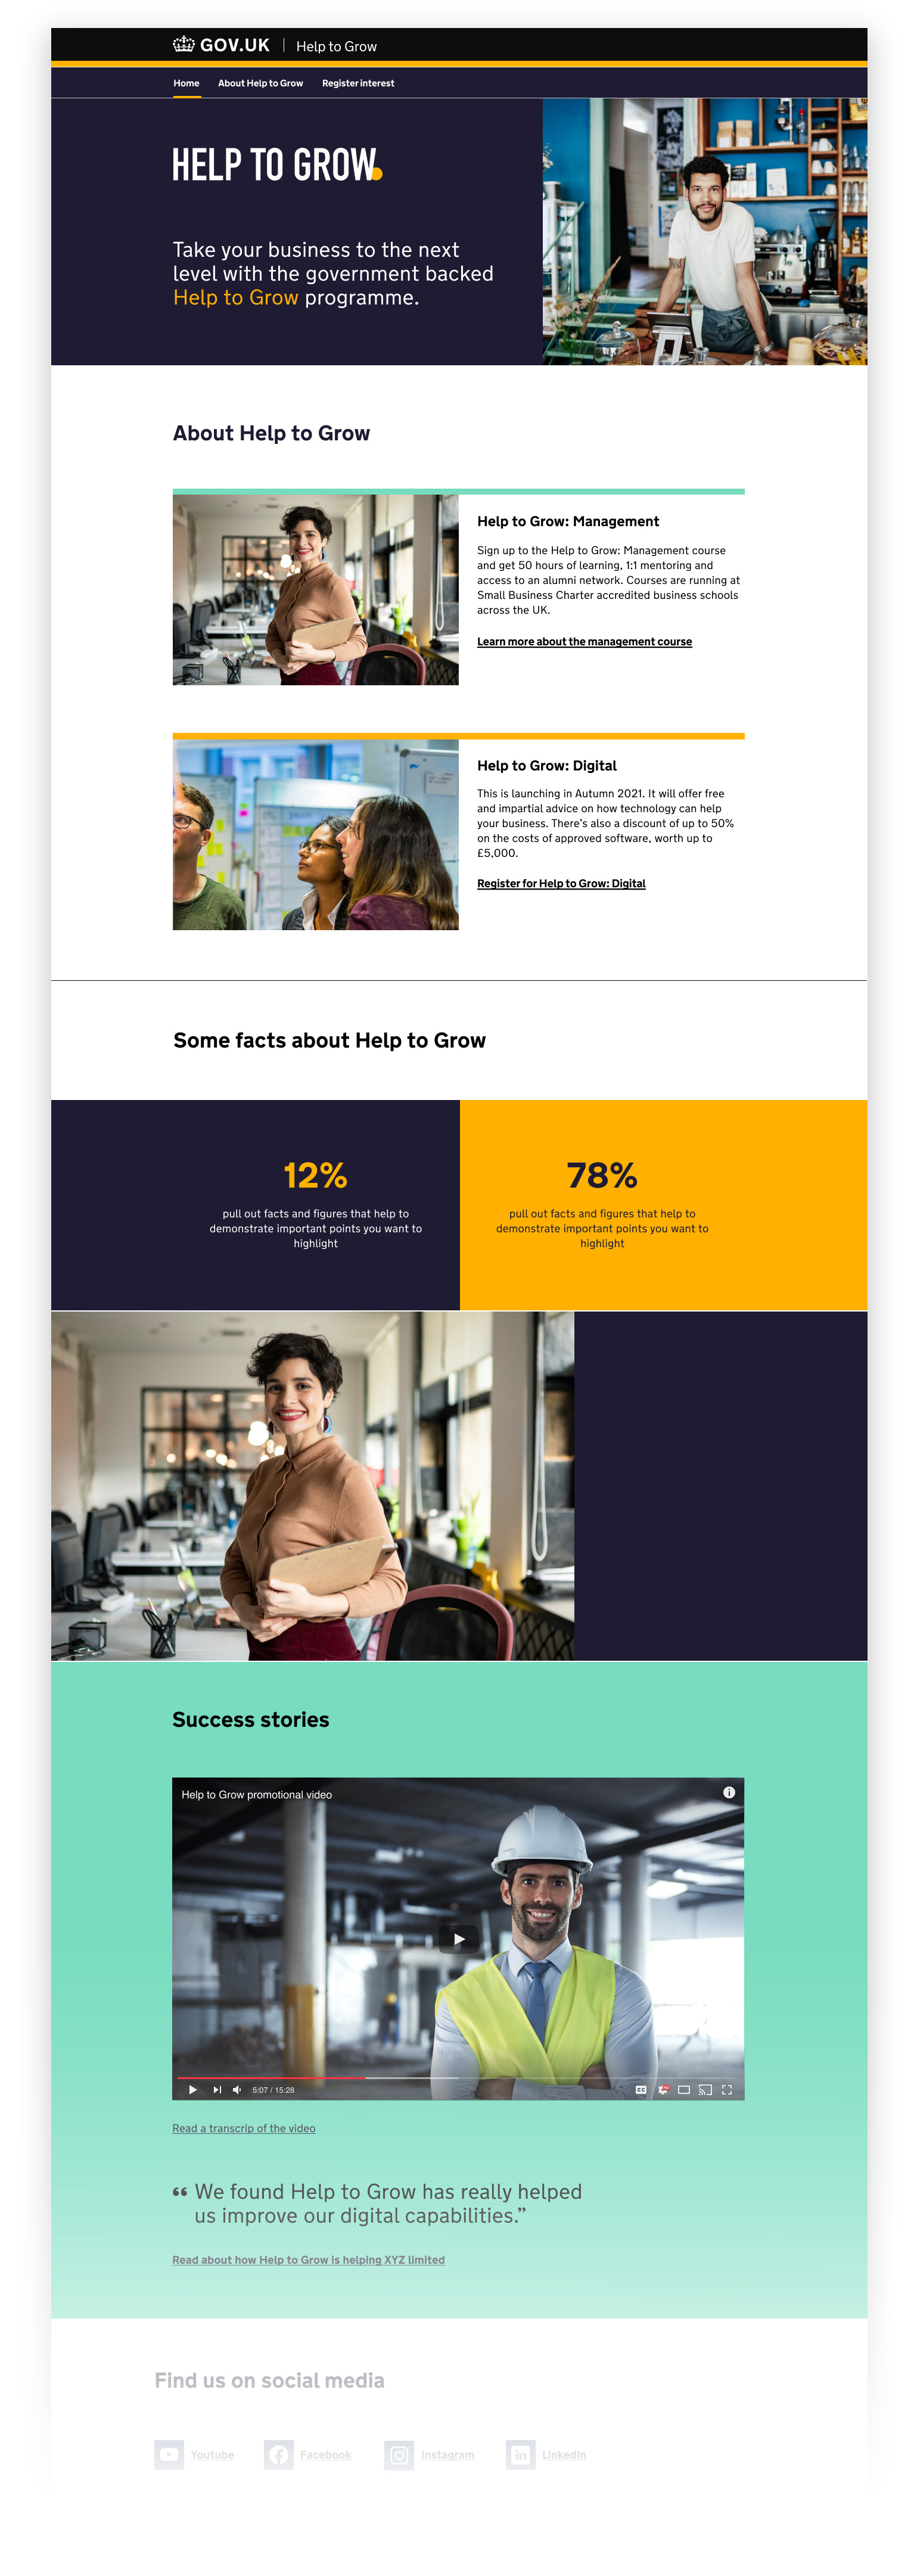 GOV.UK | Help to Grow
Home About Help to Grow Register interest
HELP TO GROW.
Take your business to the next
level with the government backed
Help to Grow programme.
About Help to Grow
Help to Grow: Management
Sign up to the Help to Grow: Management course
and get 50 hours of learning, 1:1 mentoring and
access to an alumni network. Courses are running at
Small Business Charter accredited business schools
across the UK.
Learn more about the management course
Help to Grow: Digital
This is launching in Autumn 2021. It will offer free
and impartial advice on how technology can help
your business. There's also a discount of up to 50%
on the costs of approved software, worth up to
£5,000.
Register for Help to Grow: Digital
Some facts about Help to Grow
12%
pull out facts and figures that help to
demonstrate important points you want to
highlight
78%
pull out facts and figures that help to
demonstrate important points you want to
highlight
Success stories
Help to Grow promotional video
5:07 / 15:28
CC
Read a transcrip of the video
“ We found Help to Grow has really helped
us improve our digital capabilities.”
Read about how Help to Grow is helping XYZ limited
Find us on social media
Youtube Facebook Instagram LinkedIn